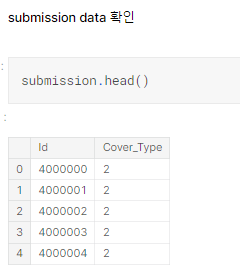 submission data 확인
:
submission.head()
:
Id Cover_Type
0 4000000 2
1 4000001 2
2 4000002 2
3 4000003 2
4 4000004 2